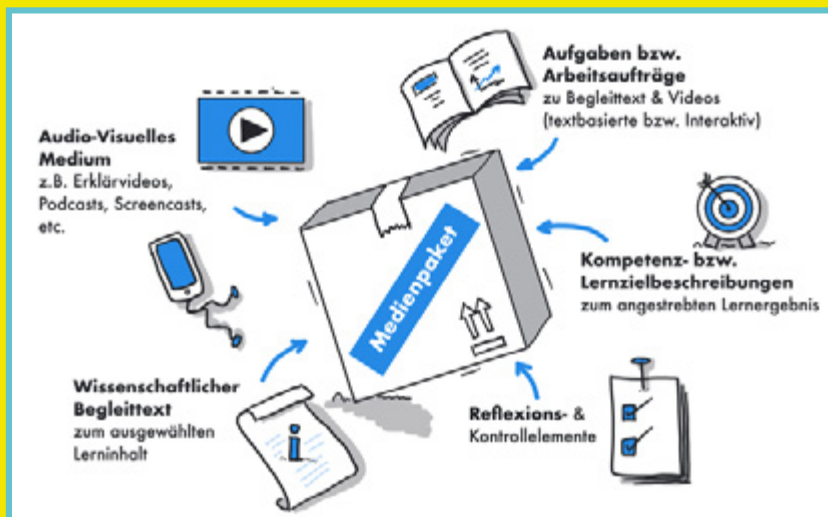 Aufgaben bzw.
Arbeitsaufträge
zu Begleittext & Videos
(textbasierte bzw. Interaktiv)
Audio-Visuelles
Medium
z.B. Erklärvideos,
Podcasts, Screencasts,
etc.
Medienpaket
Kompetenz- bzw.
Lernzielbeschreibungen
zum angestrebten Lernergebnis
Wissenschaftlicher
Begleittext
zum ausgewählten
Lerninhalt
i
Reflexions- &
Kontrollelemente